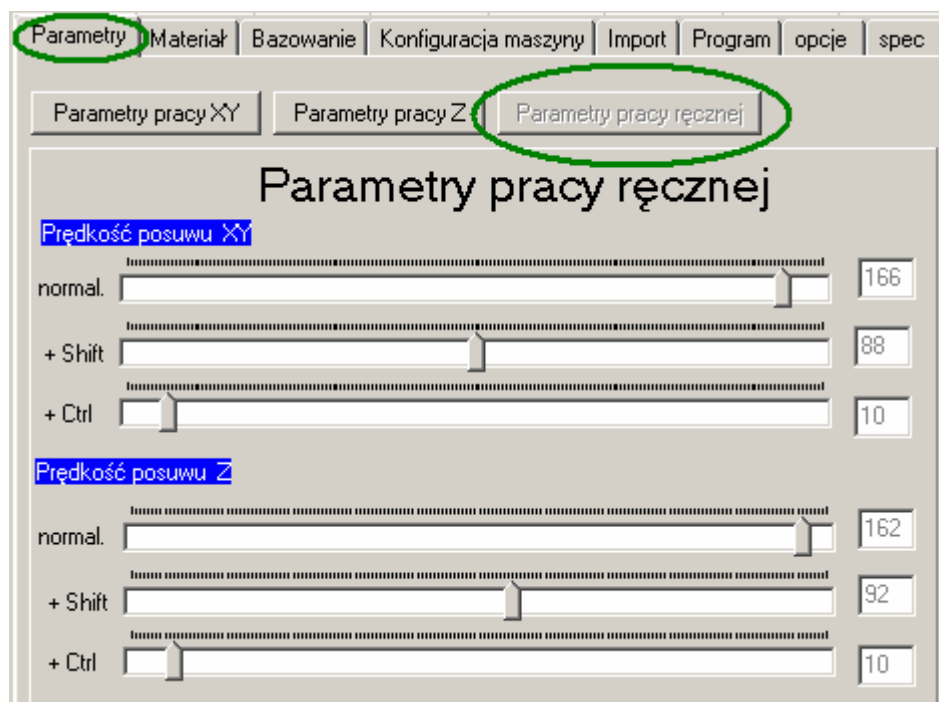 Parametry Materiał Bazowanie Konfiguracja maszyny Import Program opcje spec
Parametry pracy XY Parametry pracy Z Parametry pracy ręcznej
Parametry pracy ręcznej
Prędkość posuwu XY
normal. 166
+ Shift 88
+ Ctrl 10
Prędkość posuwu Z
normal. 162
+ Shift 92
+ Ctrl 10